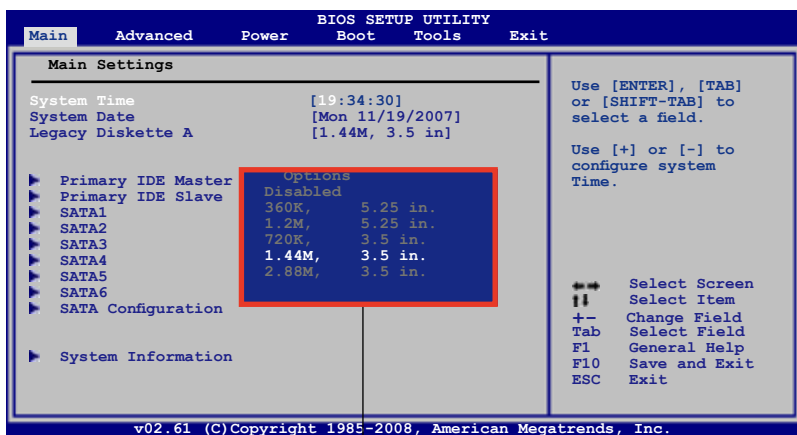 BIOS SETUP UTILITY
Main Advanced Power Boot Tools Exit
Main Settings
System Time [19:34:30]
System Date [Mon 11/19/2007]
Legacy Diskette A [1.44M, 3.5 in]
Primary IDE Master
Primary IDE Slave
SATA1
SATA2
SATA3
SATA4
SATA5
SATA6
SATA Configuration
System Information
Options
Disabled
360K, 5.25 in.
1.2M, 5.25 in.
720K, 3.5 in.
1.44M, 3.5 in.
2.88M, 3.5 in.
Use [ENTER], [TAB]
or [SHIFT-TAB] to
select a field.
Use [+] or [-] to
configure system
Time.
Select Screen
Select Item
+- Change Field
Tab Select Field
F1 General Help
F10 Save and Exit
ESC Exit
v02.61 (C)Copyright 1985-2008, American Megatrends, Inc.